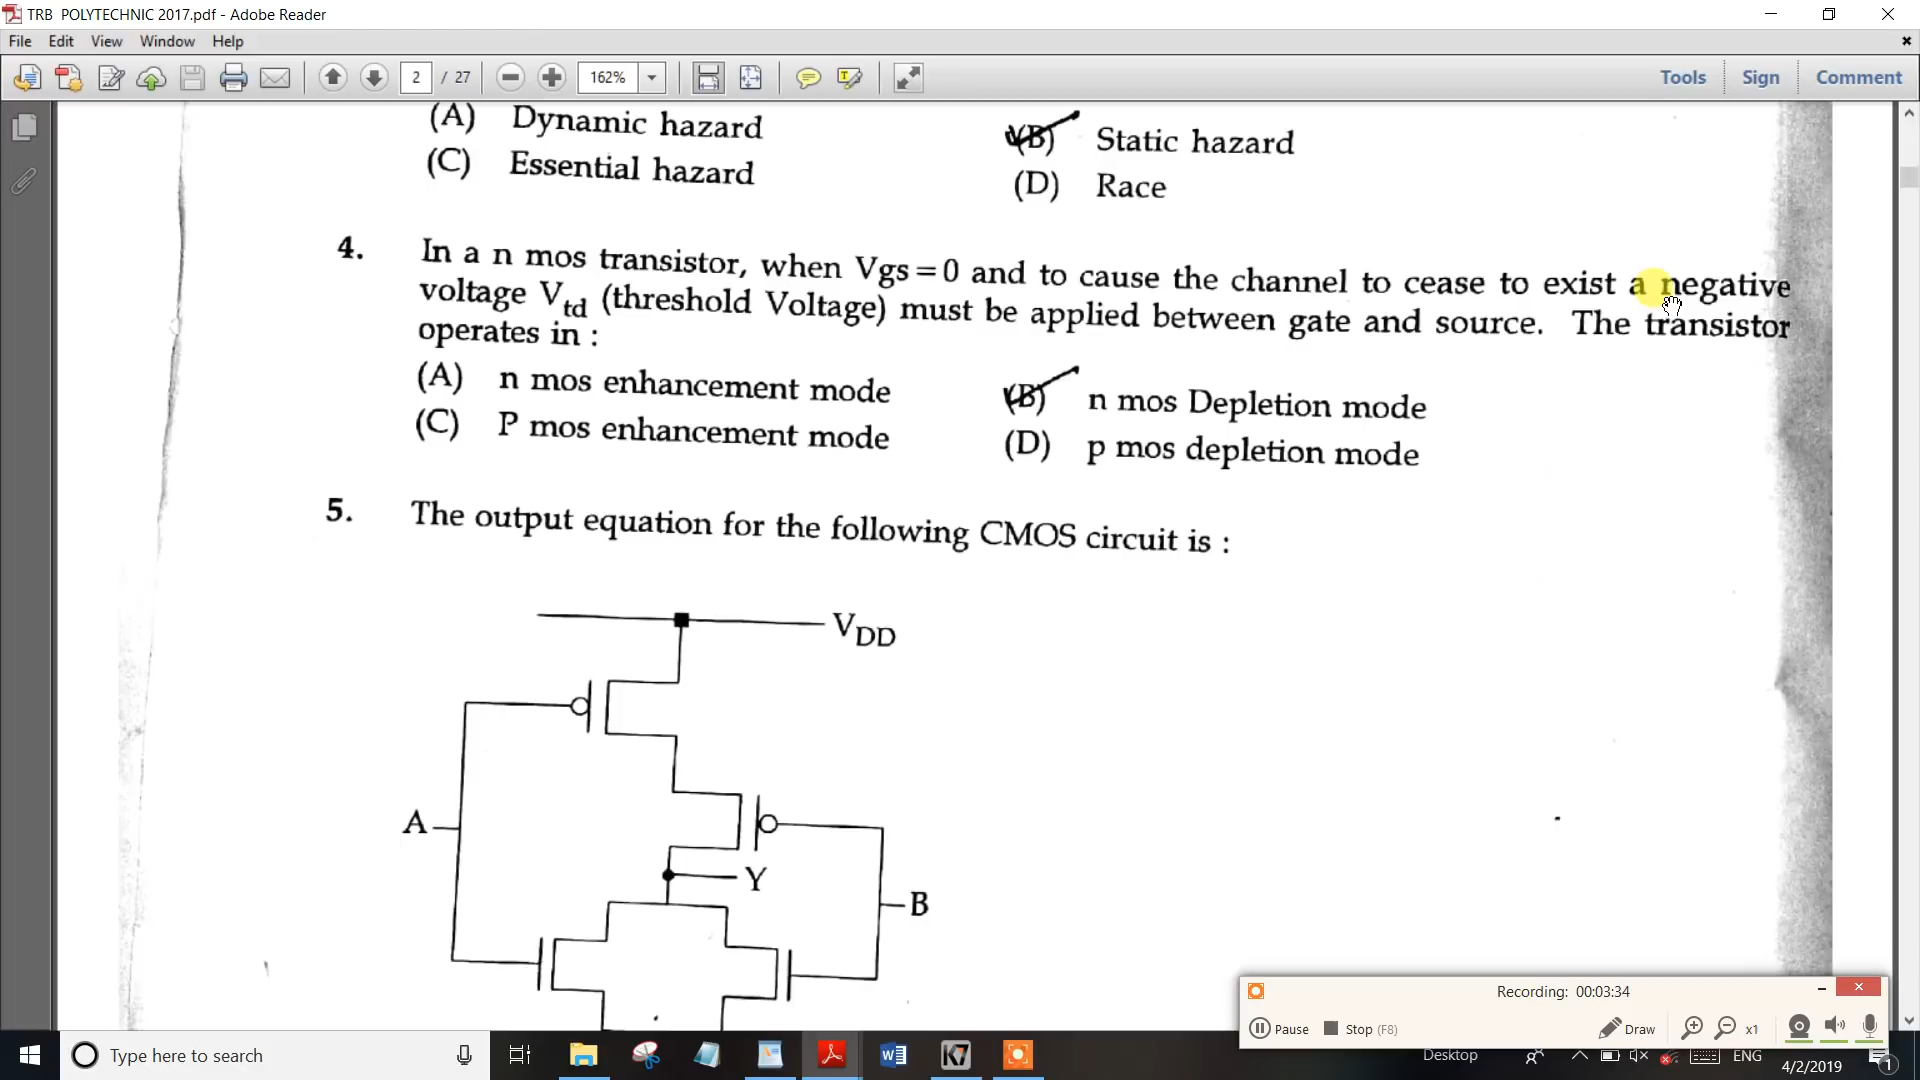 TRB POLYTECHNIC 2017.pdf - Adobe Reader
File Edit View Window Help
2 / 27 162% Tools Sign Comment
(A) Dynamic hazard (B) Static hazard
(C) Essential hazard (D) Race
4. In a n mos transistor, when Vgs = 0 and to cause the channel to cease to exist a negative
voltage Vtd (threshold Voltage) must be applied between gate and source. The transistor
operates in :
(A) n mos enhancement mode (B) n mos Depletion mode
(C) P mos enhancement mode (D) p mos depletion mode
5. The output equation for the following CMOS circuit is :
VDD
A
Y
B
Recording: 00:03:34
Pause Stop (F8) Draw x1
Type here to search
Desktop ENG
4/2/2019 1